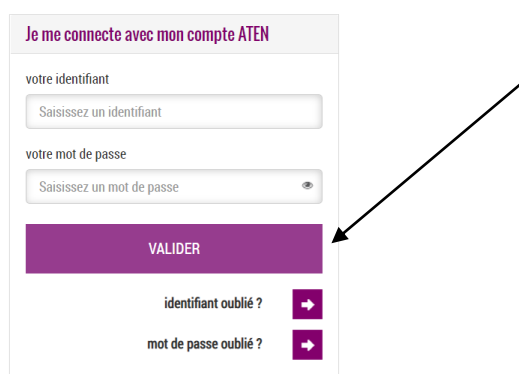 Je me connecte avec mon compte ATEN
votre identifiant
Saisissez un identifiant
votre mot de passe
Saisissez un mot de passe
VALIDER
identifiant oublié ?
mot de passe oublié ?